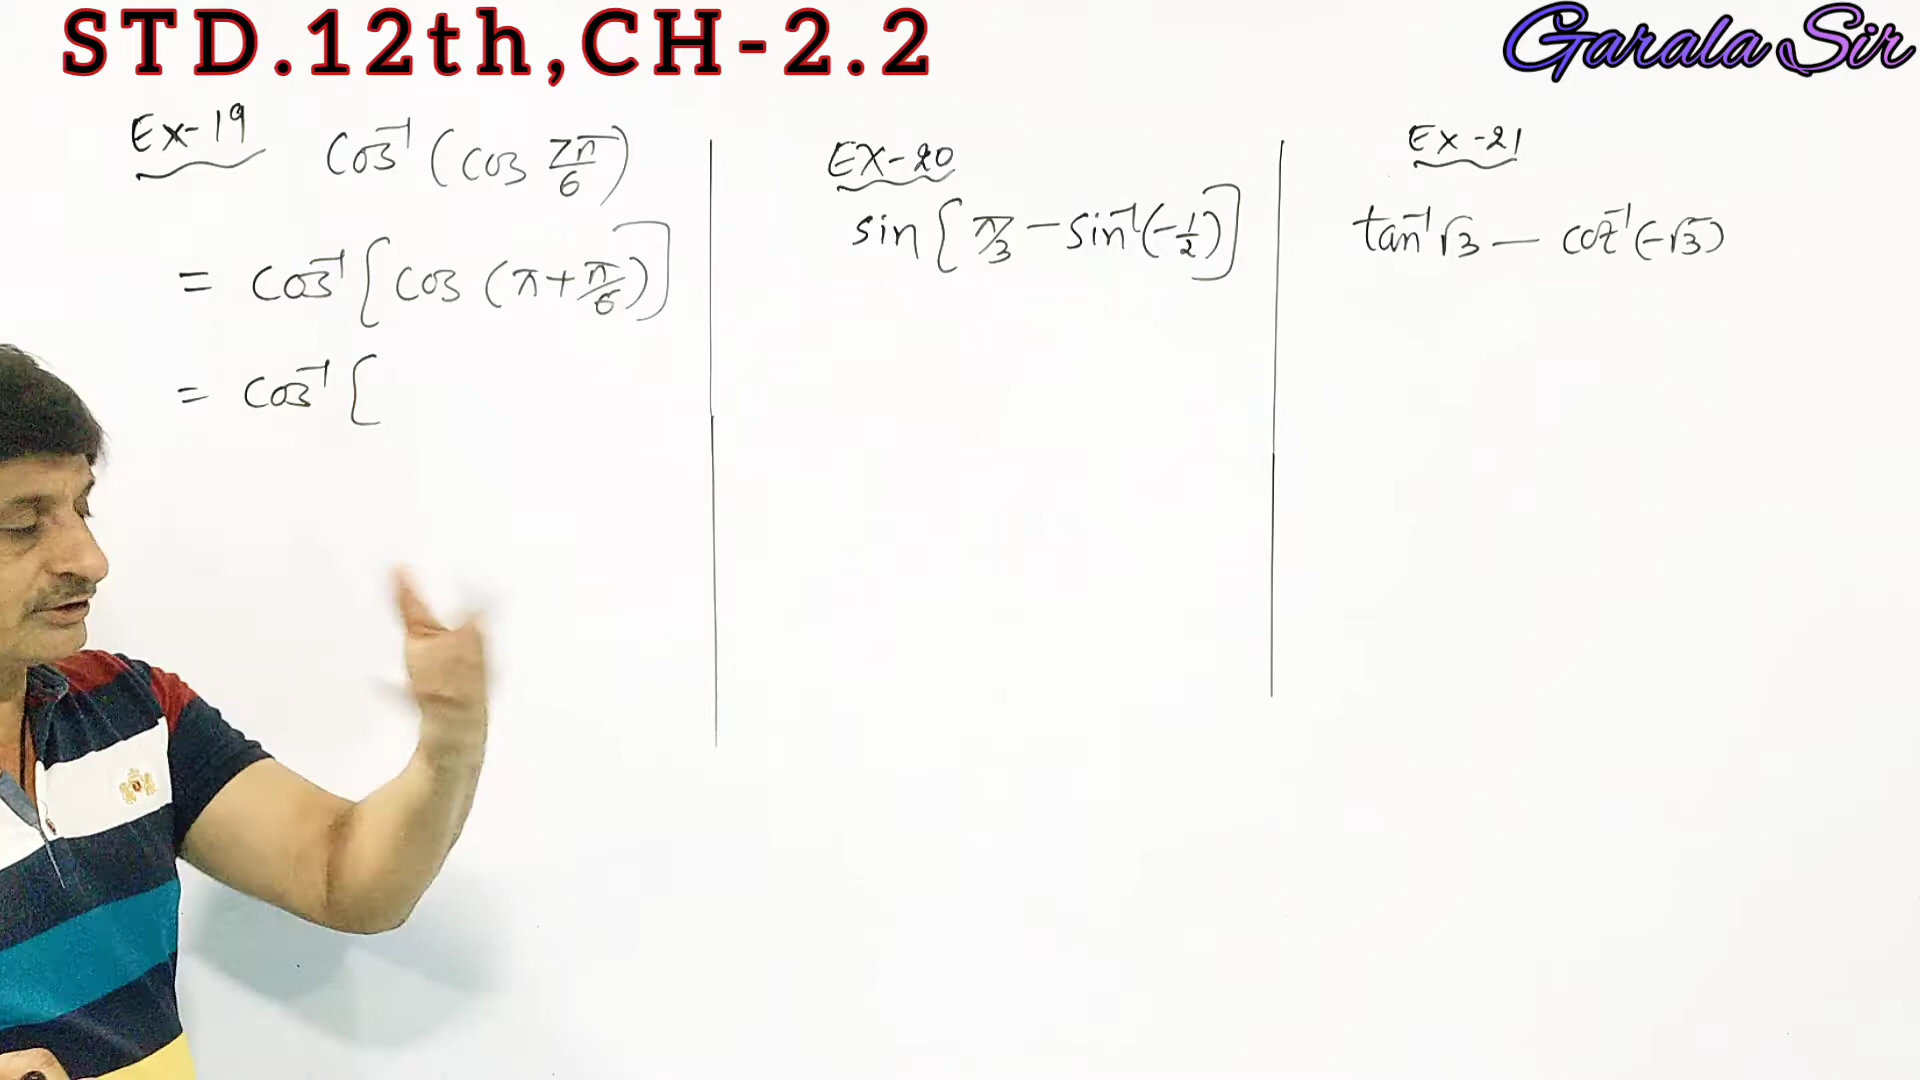 STD.12th,CH-2.2
Garala Sir
Ex-19 cos⁻¹(cos 7π/6)
= cos⁻¹[cos (π+π/6)]
= cos⁻¹[
EX-20
sin[π/3 - sin⁻¹(-1/2)]
EX-21
tan⁻¹√3 - cot⁻¹(-√3)